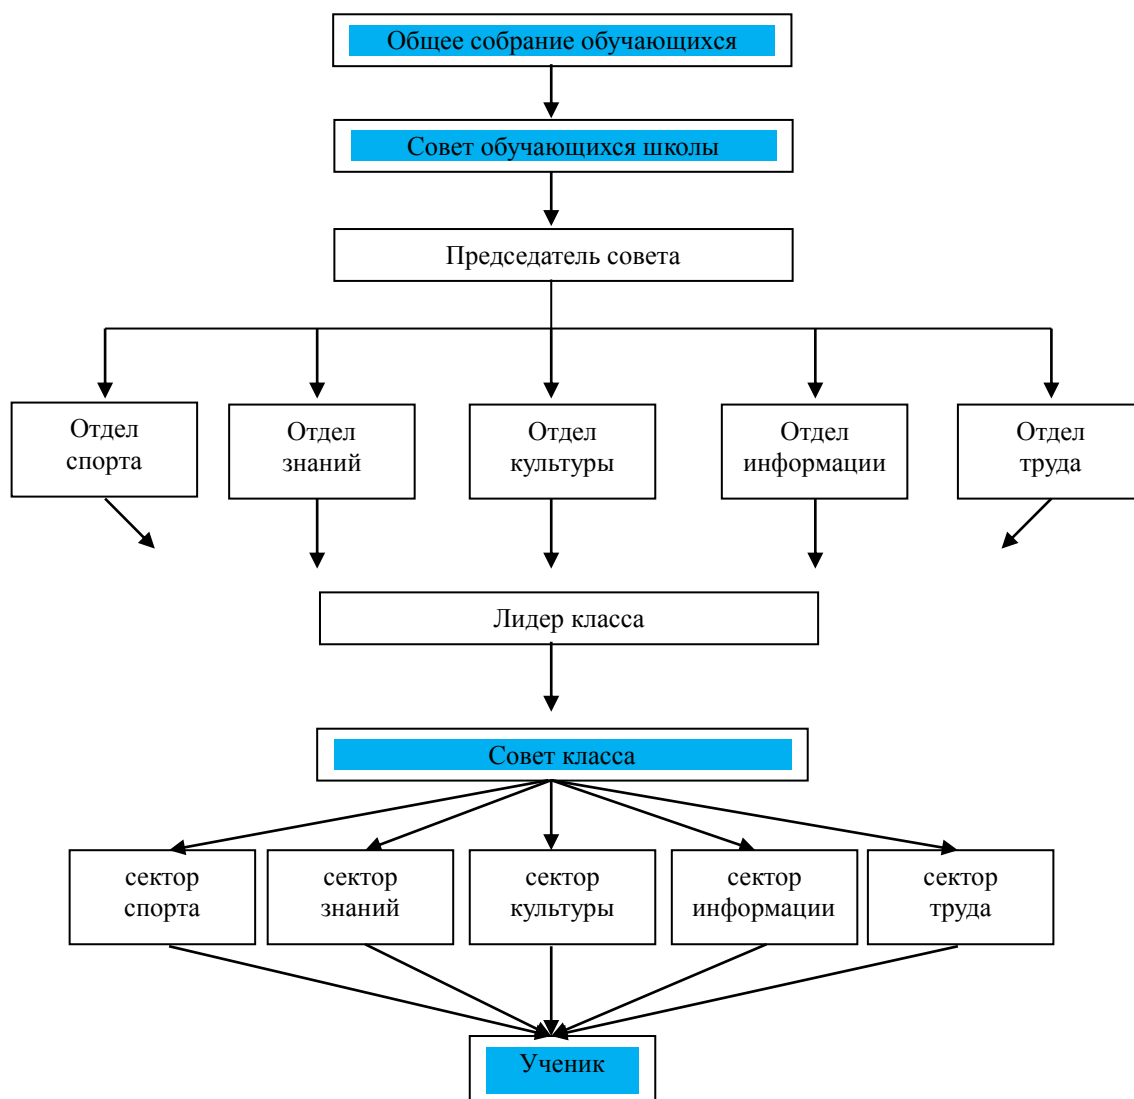 Общее собрание обучающихся
Совет обучающихся школы
Председатель совета
Отдел
спорта
Отдел
знаний
Отдел
культуры
Отдел
информации
Отдел
труда
Лидер класса
Совет класса
сектор
спорта
сектор
знаний
сектор
культуры
сектор
информации
сектор
труда
Ученик